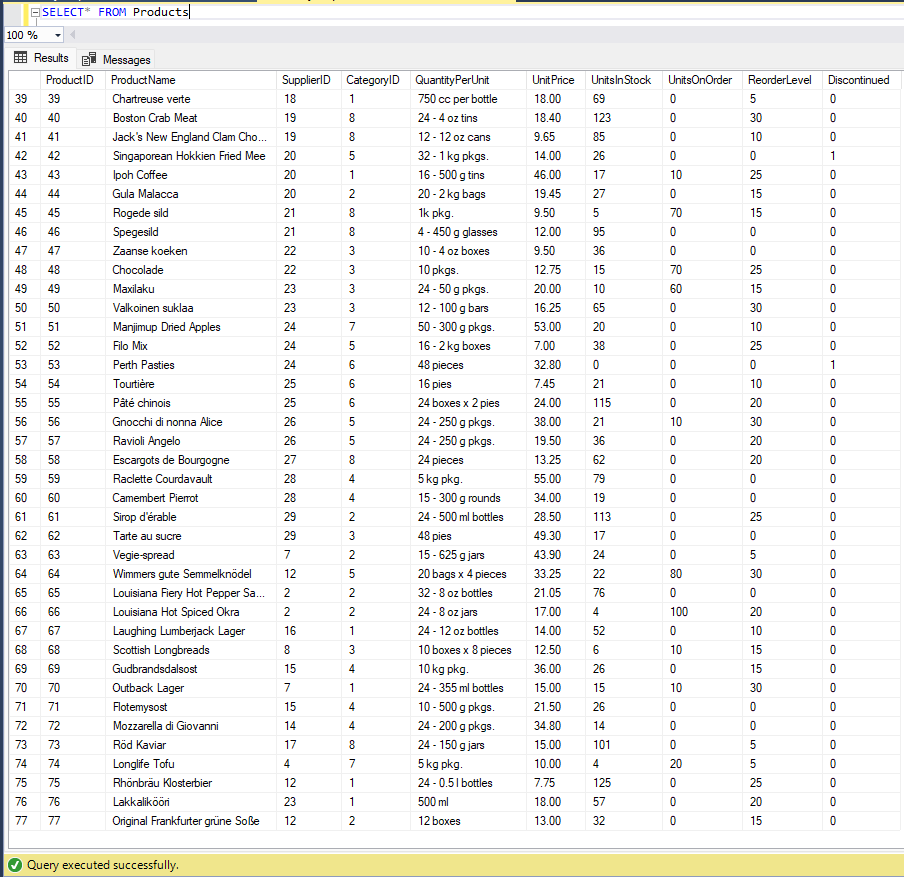 SELECT* FROM Products
100 %
Results Messages
ProductID ProductName SupplierID CategoryID QuantityPerUnit UnitPrice UnitsInStock UnitsOnOrder ReorderLevel Discontinued
39 39 Chartreuse verte 18 1 750 cc per bottle 18.00 69 0 5 0
40 40 Boston Crab Meat 19 8 24 - 4 oz tins 18.40 123 0 30 0
41 41 Jack's New England Clam Cho... 19 8 12 - 12 oz cans 9.65 85 0 10 0
42 42 Singaporean Hokkien Fried Mee 20 5 32 - 1 kg pkgs. 14.00 26 0 0 1
43 43 Ipoh Coffee 20 1 16 - 500 g tins 46.00 17 10 25 0
44 44 Gula Malacca 20 2 20 - 2 kg bags 19.45 27 0 15 0
45 45 Rogede sild 21 8 1k pkg. 9.50 5 70 15 0
46 46 Spegesild 21 8 4 - 450 g glasses 12.00 95 0 0 0
47 47 Zaanse koeken 22 3 10 - 4 oz boxes 9.50 36 0 0 0
48 48 Chocolade 22 3 10 pkgs. 12.75 15 70 25 0
49 49 Maxilaku 23 3 24 - 50 g pkgs. 20.00 10 60 15 0
50 50 Valkoinen suklaa 23 3 12 - 100 g bars 16.25 65 0 30 0
51 51 Manjimup Dried Apples 24 7 50 - 300 g pkgs. 53.00 20 0 10 0
52 52 Filo Mix 24 5 16 - 2 kg boxes 7.00 38 0 25 0
53 53 Perth Pasties 24 6 48 pieces 32.80 0 0 0 1
54 54 Tourtière 25 6 16 pies 7.45 21 0 10 0
55 55 Pâté chinois 25 6 24 boxes x 2 pies 24.00 115 0 20 0
56 56 Gnocchi di nonna Alice 26 5 24 - 250 g pkgs. 38.00 21 10 30 0
57 57 Ravioli Angelo 26 5 24 - 250 g pkgs. 19.50 36 0 20 0
58 58 Escargots de Bourgogne 27 8 24 pieces 13.25 62 0 20 0
59 59 Raclette Courdavault 28 4 5 kg pkg. 55.00 79 0 0 0
60 60 Camembert Pierrot 28 4 15 - 300 g rounds 34.00 19 0 0 0
61 61 Sirop d'érable 29 2 24 - 500 ml bottles 28.50 113 0 25 0
62 62 Tarte au sucre 29 3 48 pies 49.30 17 0 0 0
63 63 Vegie-spread 7 2 15 - 625 g jars 43.90 24 0 5 0
64 64 Wimmers gute Semmelknödel 12 5 20 bags x 4 pieces 33.25 22 80 30 0
65 65 Louisiana Fiery Hot Pepper Sa... 2 2 32 - 8 oz bottles 21.05 76 0 0 0
66 66 Louisiana Hot Spiced Okra 2 2 24 - 8 oz jars 17.00 4 100 20 0
67 67 Laughing Lumberjack Lager 16 1 24 - 12 oz bottles 14.00 52 0 10 0
68 68 Scottish Longbreads 8 3 10 boxes x 8 pieces 12.50 6 10 15 0
69 69 Gudbrandsdalsost 15 4 10 kg pkg. 36.00 26 0 15 0
70 70 Outback Lager 7 1 24 - 355 ml bottles 15.00 15 10 30 0
71 71 Flotemysost 15 4 10 - 500 g pkgs. 21.50 26 0 0 0
72 72 Mozzarella di Giovanni 14 4 24 - 200 g pkgs. 34.80 14 0 0 0
73 73 Röd Kaviar 17 8 24 - 150 g jars 15.00 101 0 5 0
74 74 Longlife Tofu 4 7 5 kg pkg. 10.00 4 20 5 0
75 75 Rhönbräu Klosterbier 12 1 24 - 0.5 l bottles 7.75 125 0 25 0
76 76 Lakkalikööri 23 1 500 ml 18.00 57 0 20 0
77 77 Original Frankfurter grüne Soße 12 2 12 boxes 13.00 32 0 15 0
Query executed successfully.